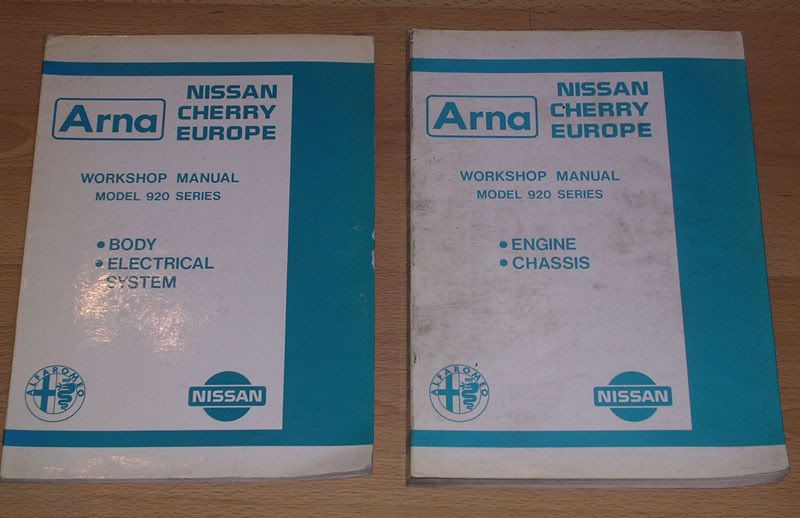 Arna
NISSAN
CHERRY
EUROPE
WORKSHOP MANUAL
MODEL 920 SERIES
• BODY
• ELECTRICAL
SYSTEM
ALFA ROMEO
NISSAN
Arna
NISSAN
CHERRY
EUROPE
WORKSHOP MANUAL
MODEL 920 SERIES
• ENGINE
• CHASSIS
ALFA ROMEO
NISSAN